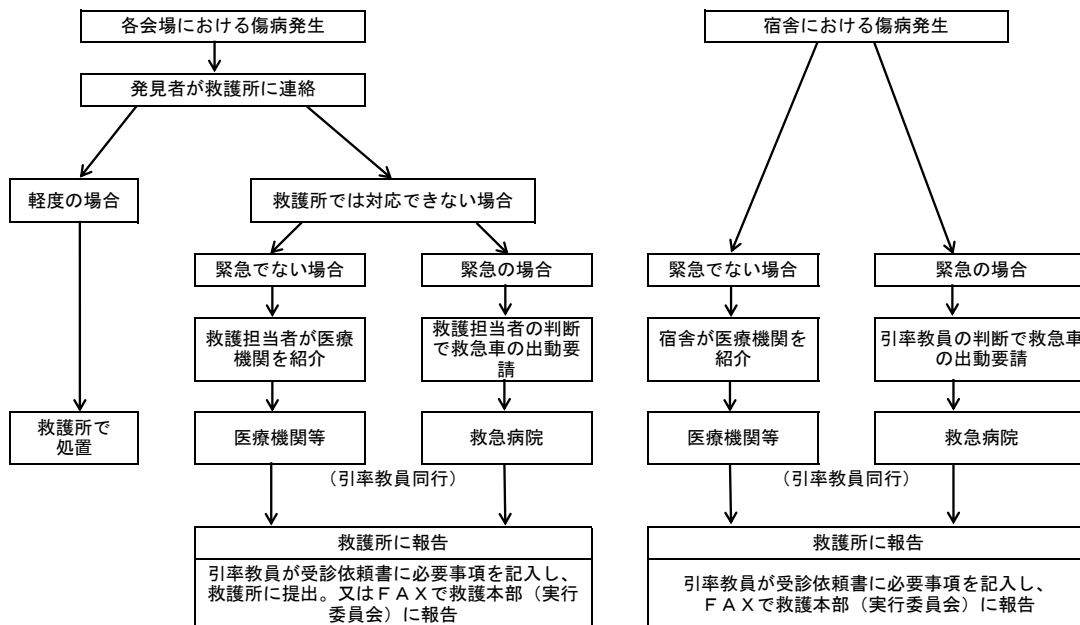 各会場における傷病発生
発見者が救護所に連絡
軽度の場合
救護所では対応できない場合
緊急でない場合
緊急の場合
救護担当者が医療
機関を紹介
救護担当者の判断
で救急車の出動要
請
救護所で
処置
医療機関等
救急病院
（引率教員同行）
救護所に報告
引率教員が受診依頼書に必要事項を記入し、
救護所に提出。又はＦＡＸで救護本部（実行
委員会）に報告
宿舎における傷病発生
緊急でない場合
緊急の場合
宿舎が医療機関を
紹介
引率教員の判断で救急車
の出動要請
医療機関等
救急病院
（引率教員同行）
救護所に報告
引率教員が受診依頼書に必要事項を記入し、
ＦＡＸで救護本部（実行委員会）に報告